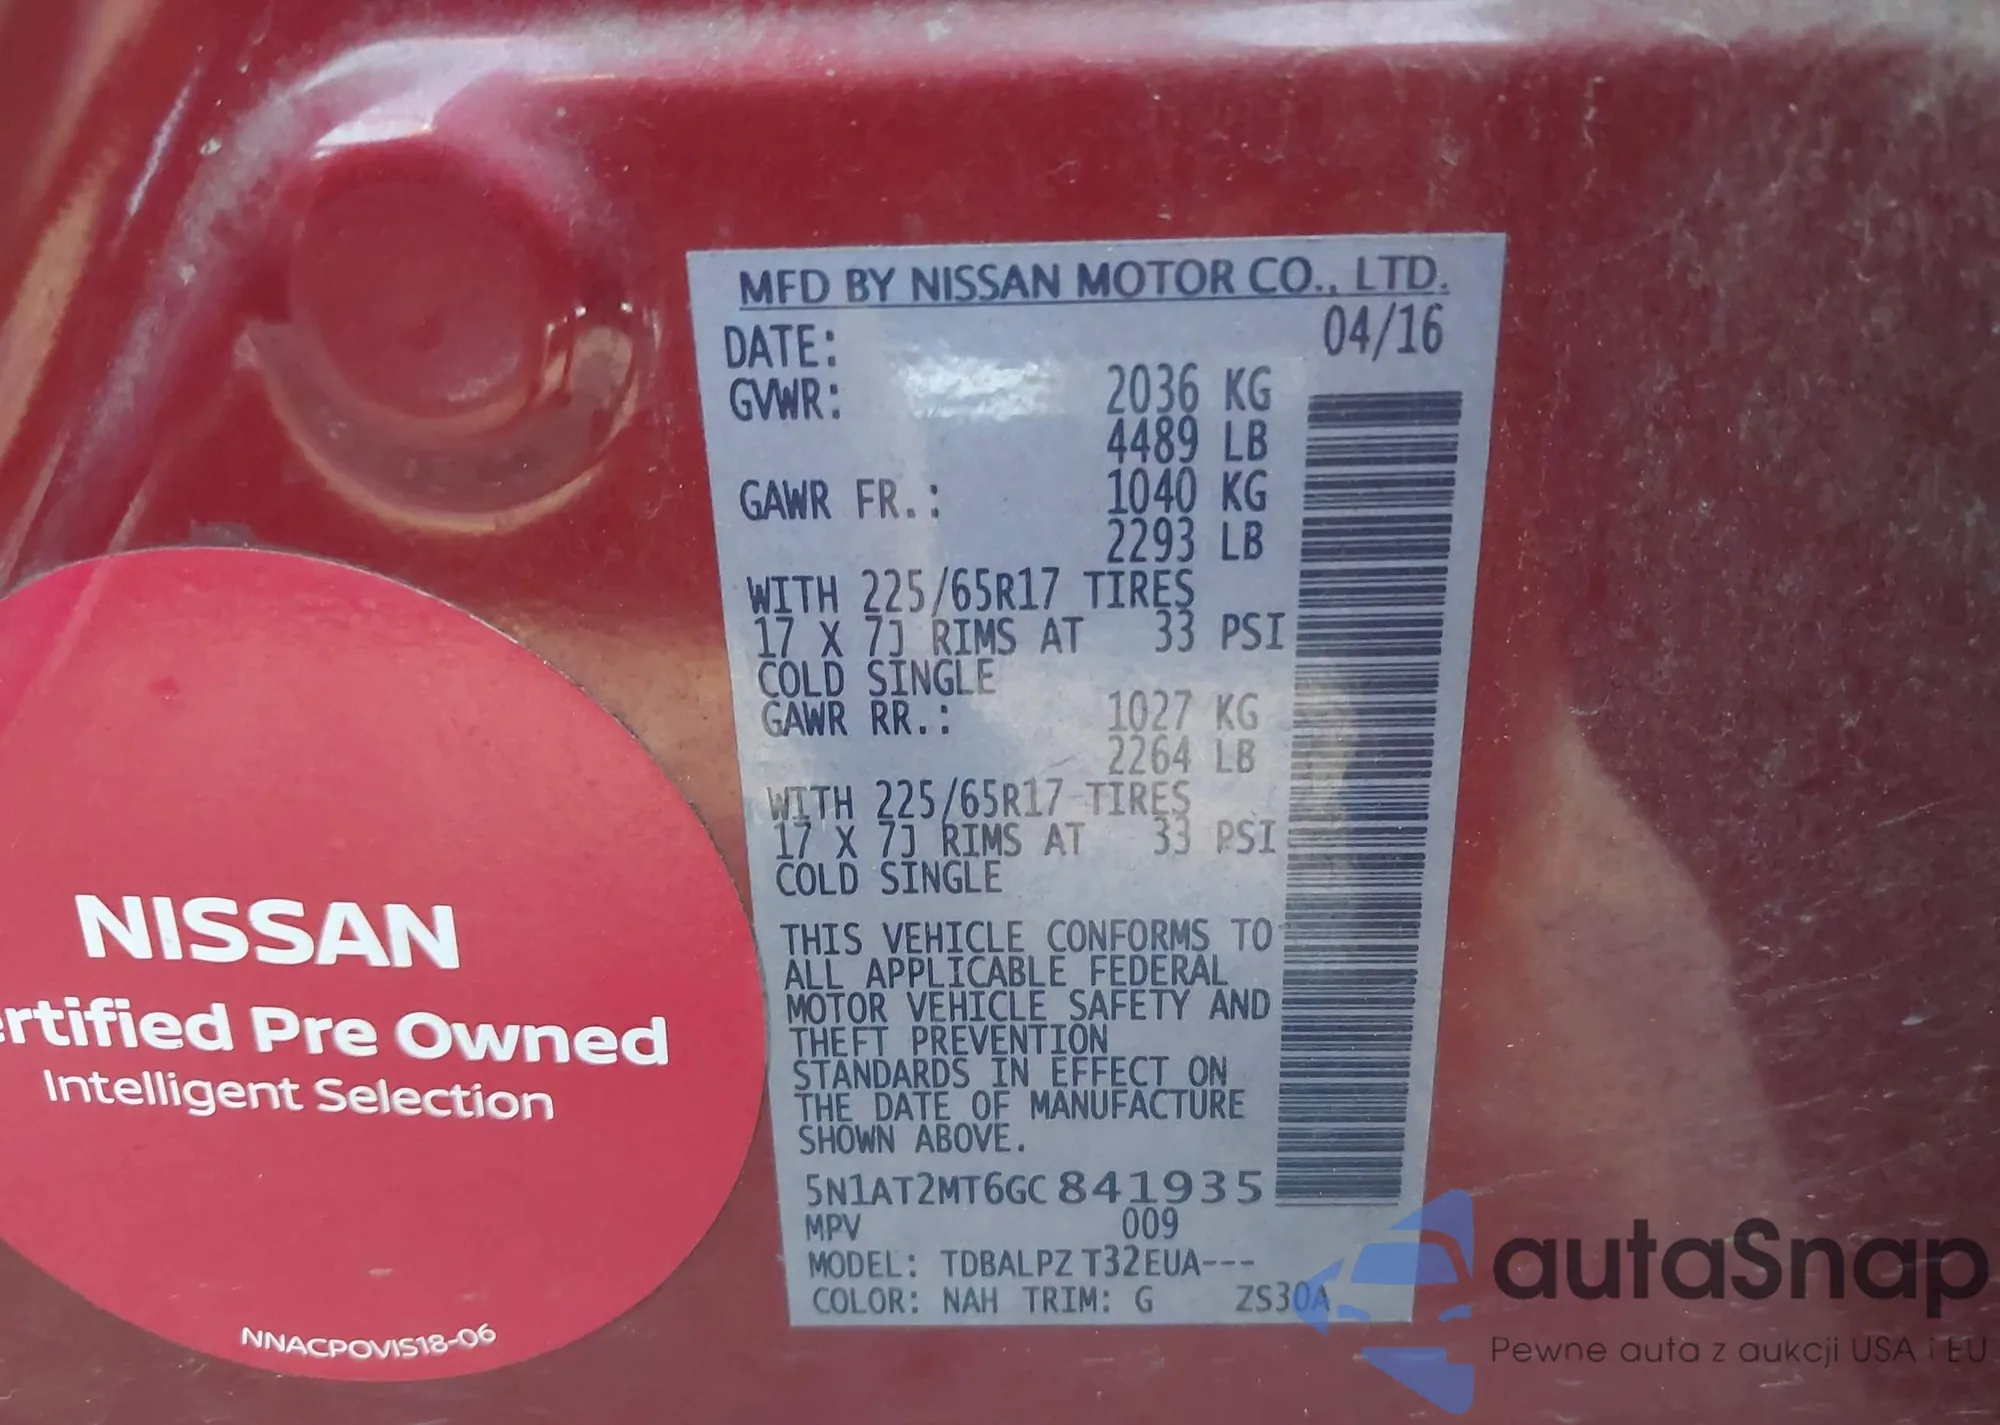 MFD BY NISSAN MOTOR CO., LTD.
DATE: 04/16
GVWR: 2036 KG
4489 LB
GAWR FR.: 1040 KG
2293 LB
WITH 225/65R17 TIRES
17 X 7J RIMS AT 33 PSI
COLD SINGLE
GAWR RR.: 1027 KG
2264 LB
WITH 225/65R17 TIRES
17 X 7J RIMS AT 33 PSI
COLD SINGLE
THIS VEHICLE CONFORMS TO
ALL APPLICABLE FEDERAL
MOTOR VEHICLE SAFETY AND
THEFT PREVENTION
STANDARDS IN EFFECT ON
THE DATE OF MANUFACTURE
SHOWN ABOVE.
5N1AT2MT6GC841935
MPV 009
MODEL: TDBALPZ T32EUA---
COLOR: NAH TRIM: G ZS30A
NISSAN
ertified Pre Owned
Intelligent Selection
NNACPOVIS18-06
autaSnap
Pewne auta z aukcji USA i EU